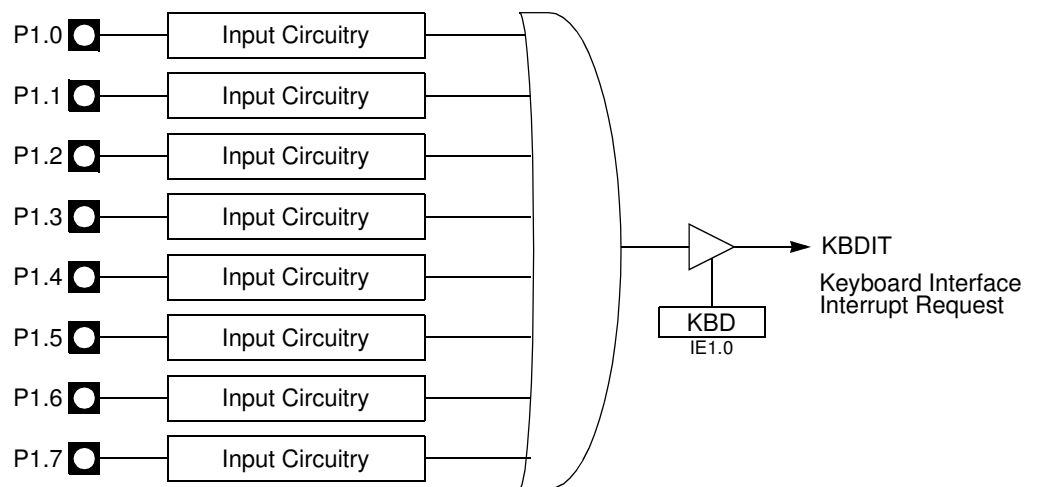 P1.0 Input Circuitry
P1.1 Input Circuitry
P1.2 Input Circuitry
P1.3 Input Circuitry
P1.4 Input Circuitry
P1.5 Input Circuitry
P1.6 Input Circuitry
P1.7 Input Circuitry
KBDIT
Keyboard Interface
Interrupt Request
KBD
IE1.0